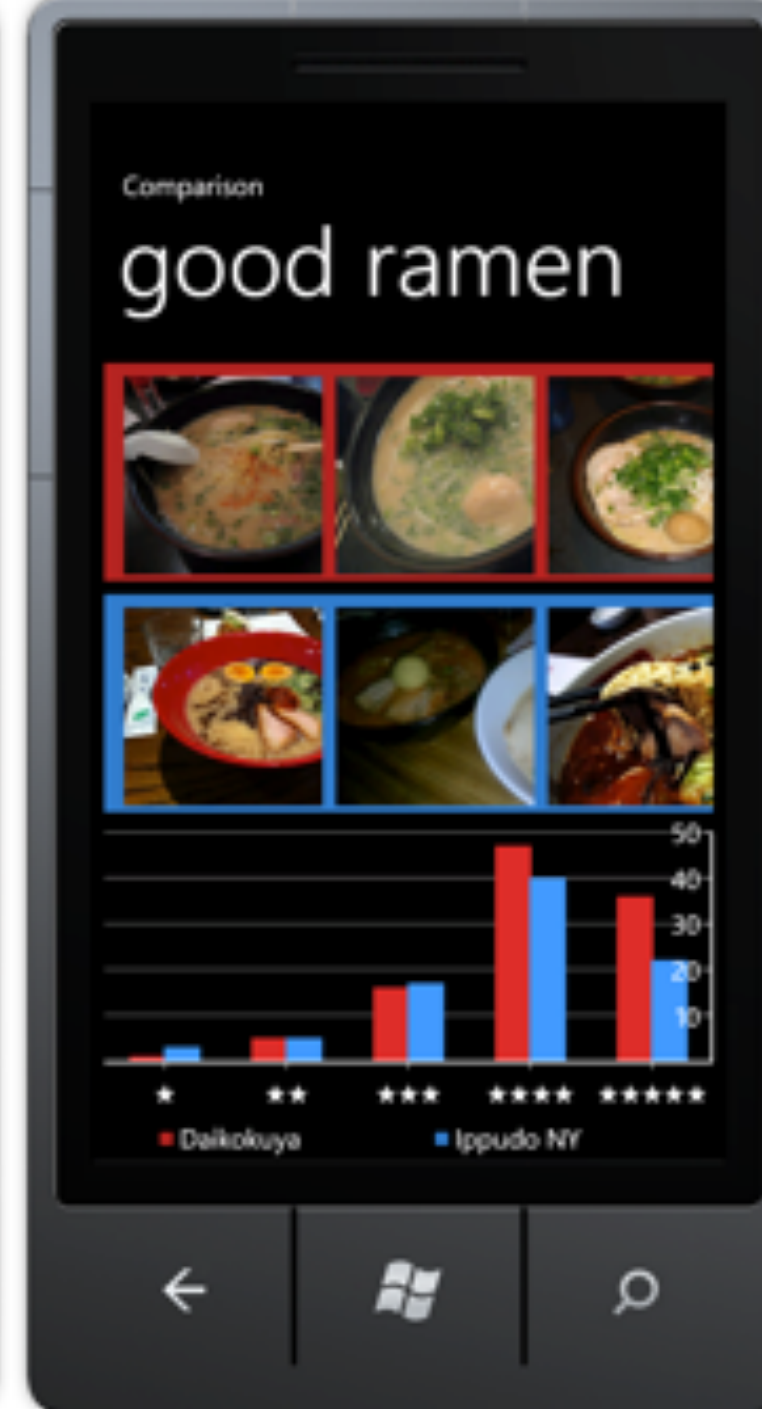 Comparison
good ramen
50
40
30
20
10
★ ★★ ★★★ ★★★★ ★★★★★
Daikokuya Ippudo NY